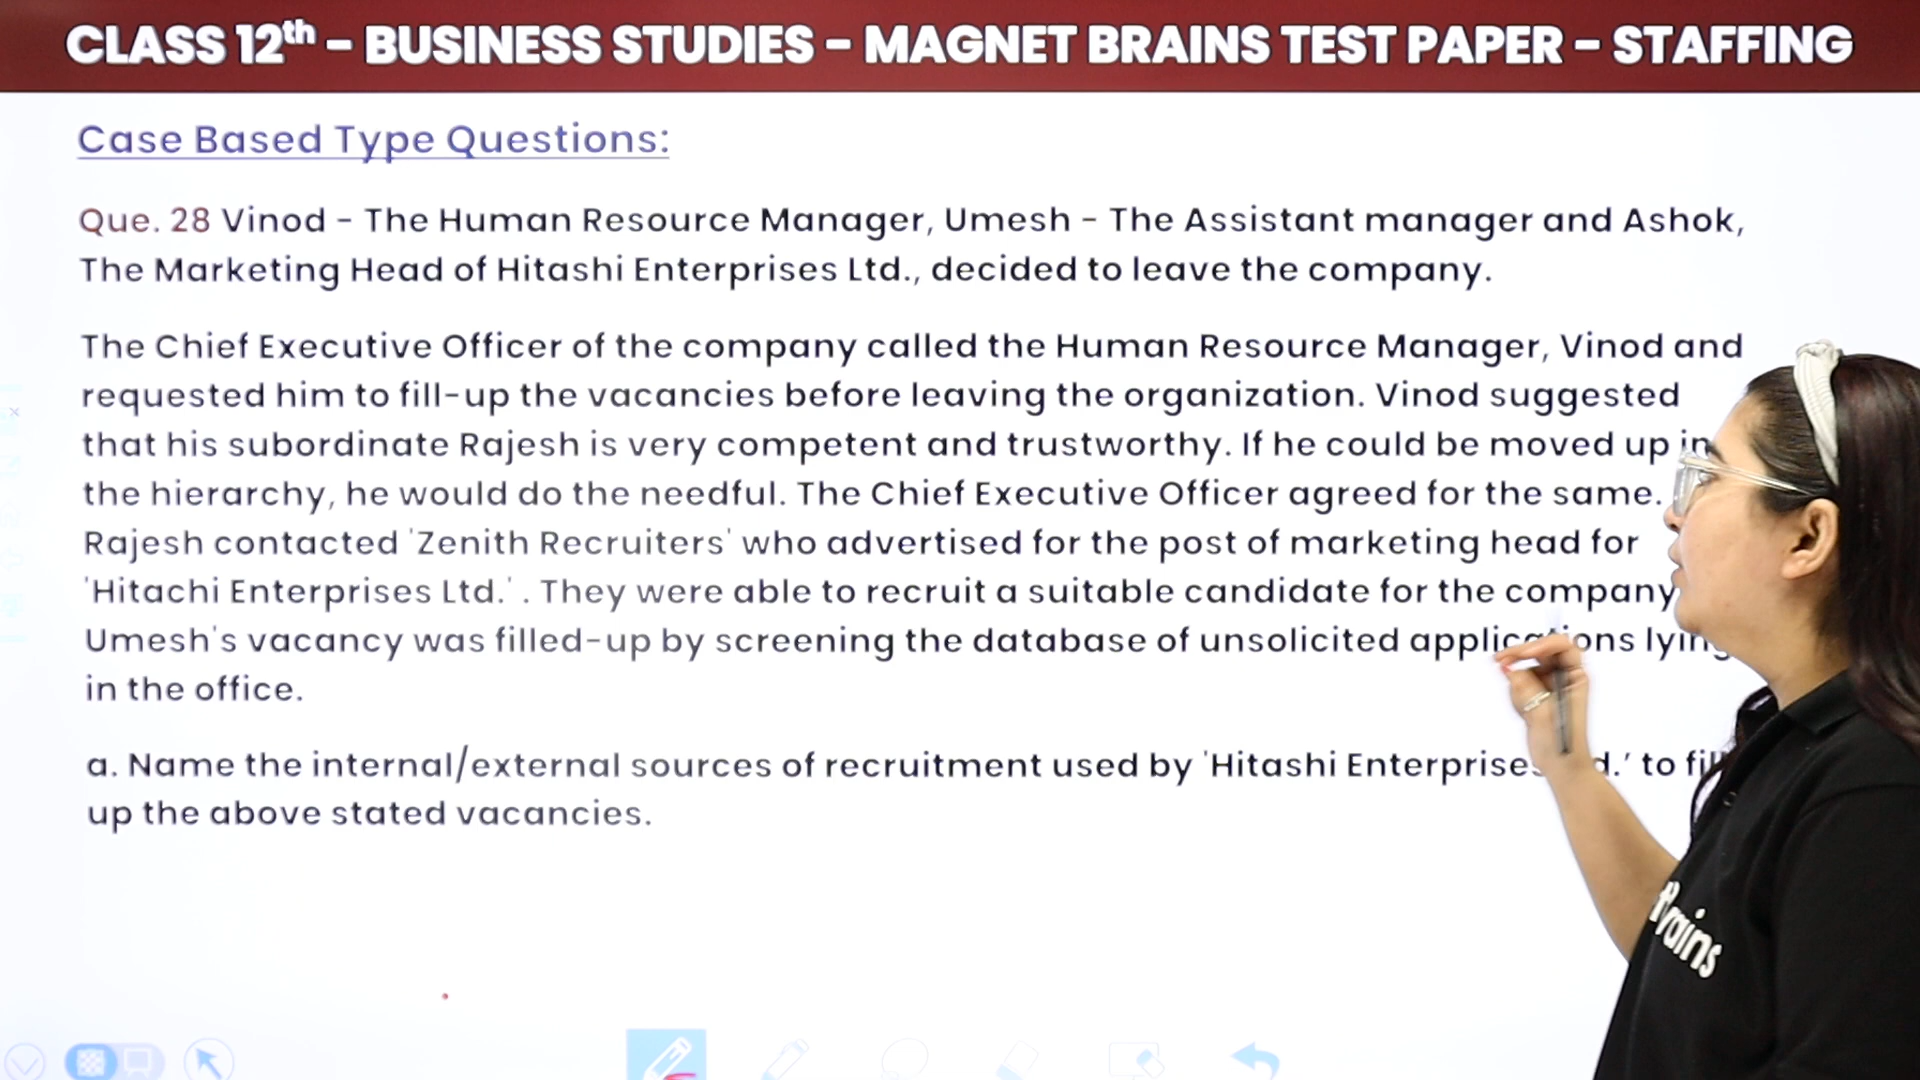 CLASS 12th – BUSINESS STUDIES – MAGNET BRAINS TEST PAPER – STAFFING
Case Based Type Questions:
Que. 28 Vinod - The Human Resource Manager, Umesh - The Assistant manager and Ashok,
The Marketing Head of Hitashi Enterprises Ltd., decided to leave the company.
The Chief Executive Officer of the company called the Human Resource Manager, Vinod and
requested him to fill-up the vacancies before leaving the organization. Vinod suggested
that his subordinate Rajesh is very competent and trustworthy. If he could be moved up in
the hierarchy, he would do the needful. The Chief Executive Officer agreed for the same.
Rajesh contacted 'Zenith Recruiters' who advertised for the post of marketing head for
'Hitachi Enterprises Ltd.' . They were able to recruit a suitable candidate for the company
Umesh's vacancy was filled-up by screening the database of unsolicited applications lying
in the office.
a. Name the internal/external sources of recruitment used by 'Hitashi Enterprises d.' to fill
up the above stated vacancies.
Brains